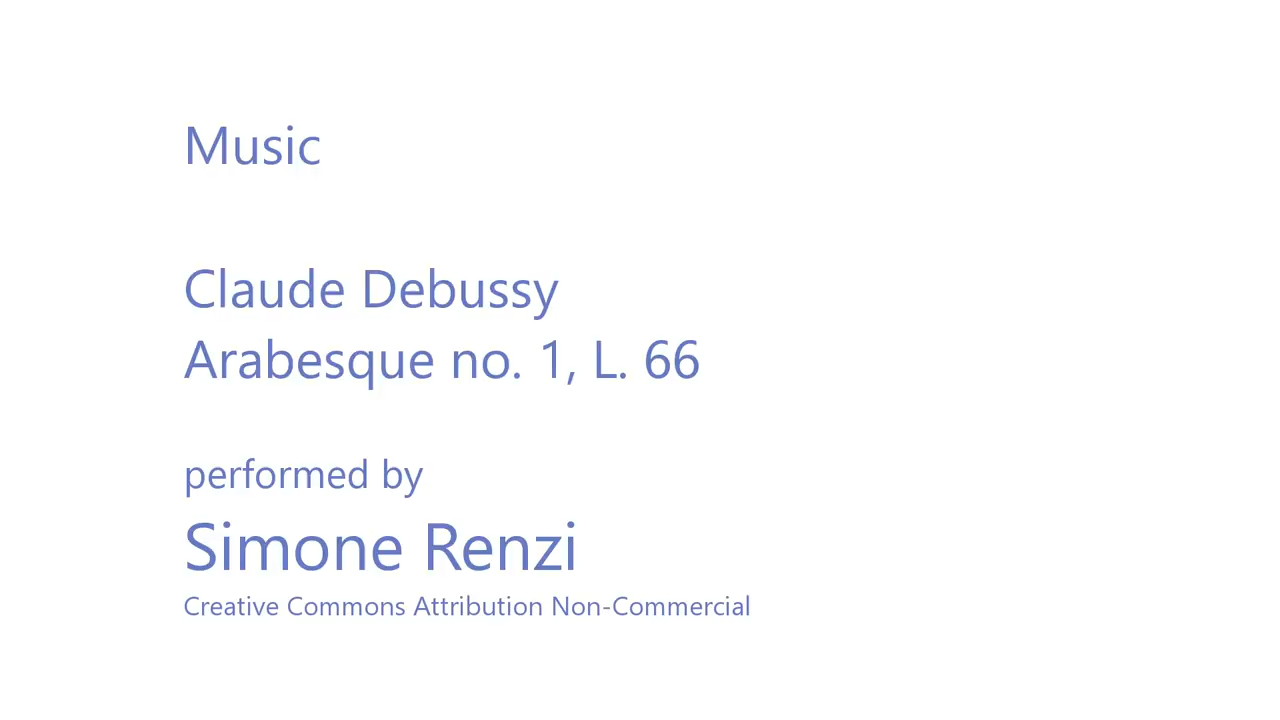 Music
Claude Debussy
Arabesque no. 1, L. 66
performed by
Simone Renzi
Creative Commons Attribution Non-Commercial